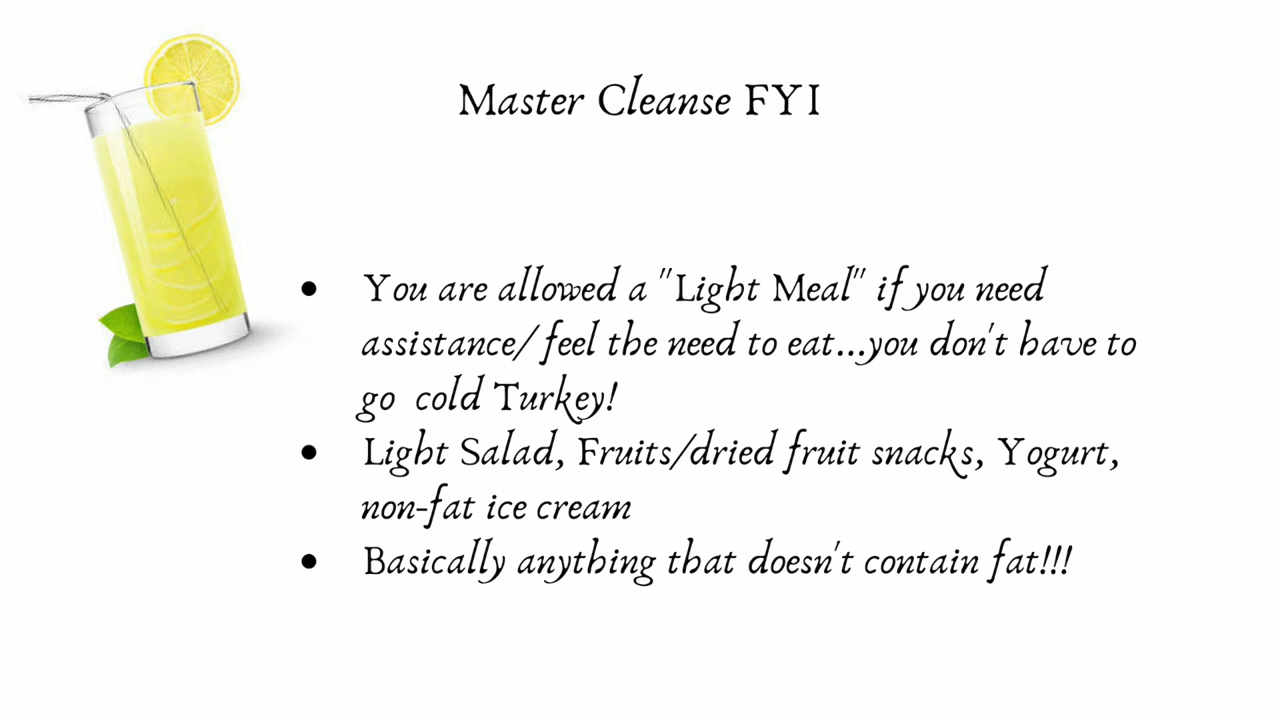 Master Cleanse FYI
• You are allowed a "Light Meal" if you need
assistance/ feel the need to eat...you don't have to
go cold Turkey!
• Light Salad, Fruits/dried fruit snacks, Yogurt,
non-fat ice cream
• Basically anything that doesn't contain fat!!!